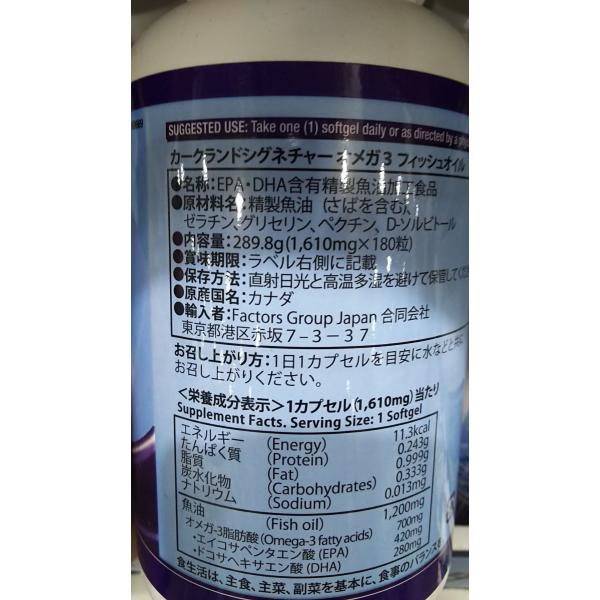 SUGGESTED USE: Take one (1) softgel daily or as directed by a
カークランドシグネチャー オメガ3 フィッシュオイル
●名称:EPA・DHA含有精製魚油加工食品
●原材料名:精製魚油(さばを含む)、
ゼラチン、グリセリン、ペクチン、D-ソルビトール
●内容量:289.8g(1,610mg×180粒)
●賞味期限:ラベル右側に記載
●保存方法:直射日光と高温多湿を避けて保管してくだ
●原産国名:カナダ
●輸入者:Factors Group Japan 合同会社
東京都港区赤坂7-3-37
お召し上がり方:1日1カプセルを目安に水などと共に
お召し上がりください。
<栄養成分表示>1カプセル(1,610mg)当たり
Supplement Facts. Serving Size: 1 Softgel
エネルギー (Energy) 11.3kcal
たんぱく質 (Protein) 0.243g
脂質 (Fat) 0.999g
炭水化物 (Carbohydrates) 0.333g
ナトリウム (Sodium) 0.013mg
魚油 (Fish oil) 1,200mg
オメガ-3脂肪酸 (Omega-3 fatty acids) 700mg
・エイコサペンタエン酸 (EPA) 420mg
・ドコサヘキサエン酸 (DHA) 280mg
食生活は、主食、主菜、副菜を基本に、食事のバランスを